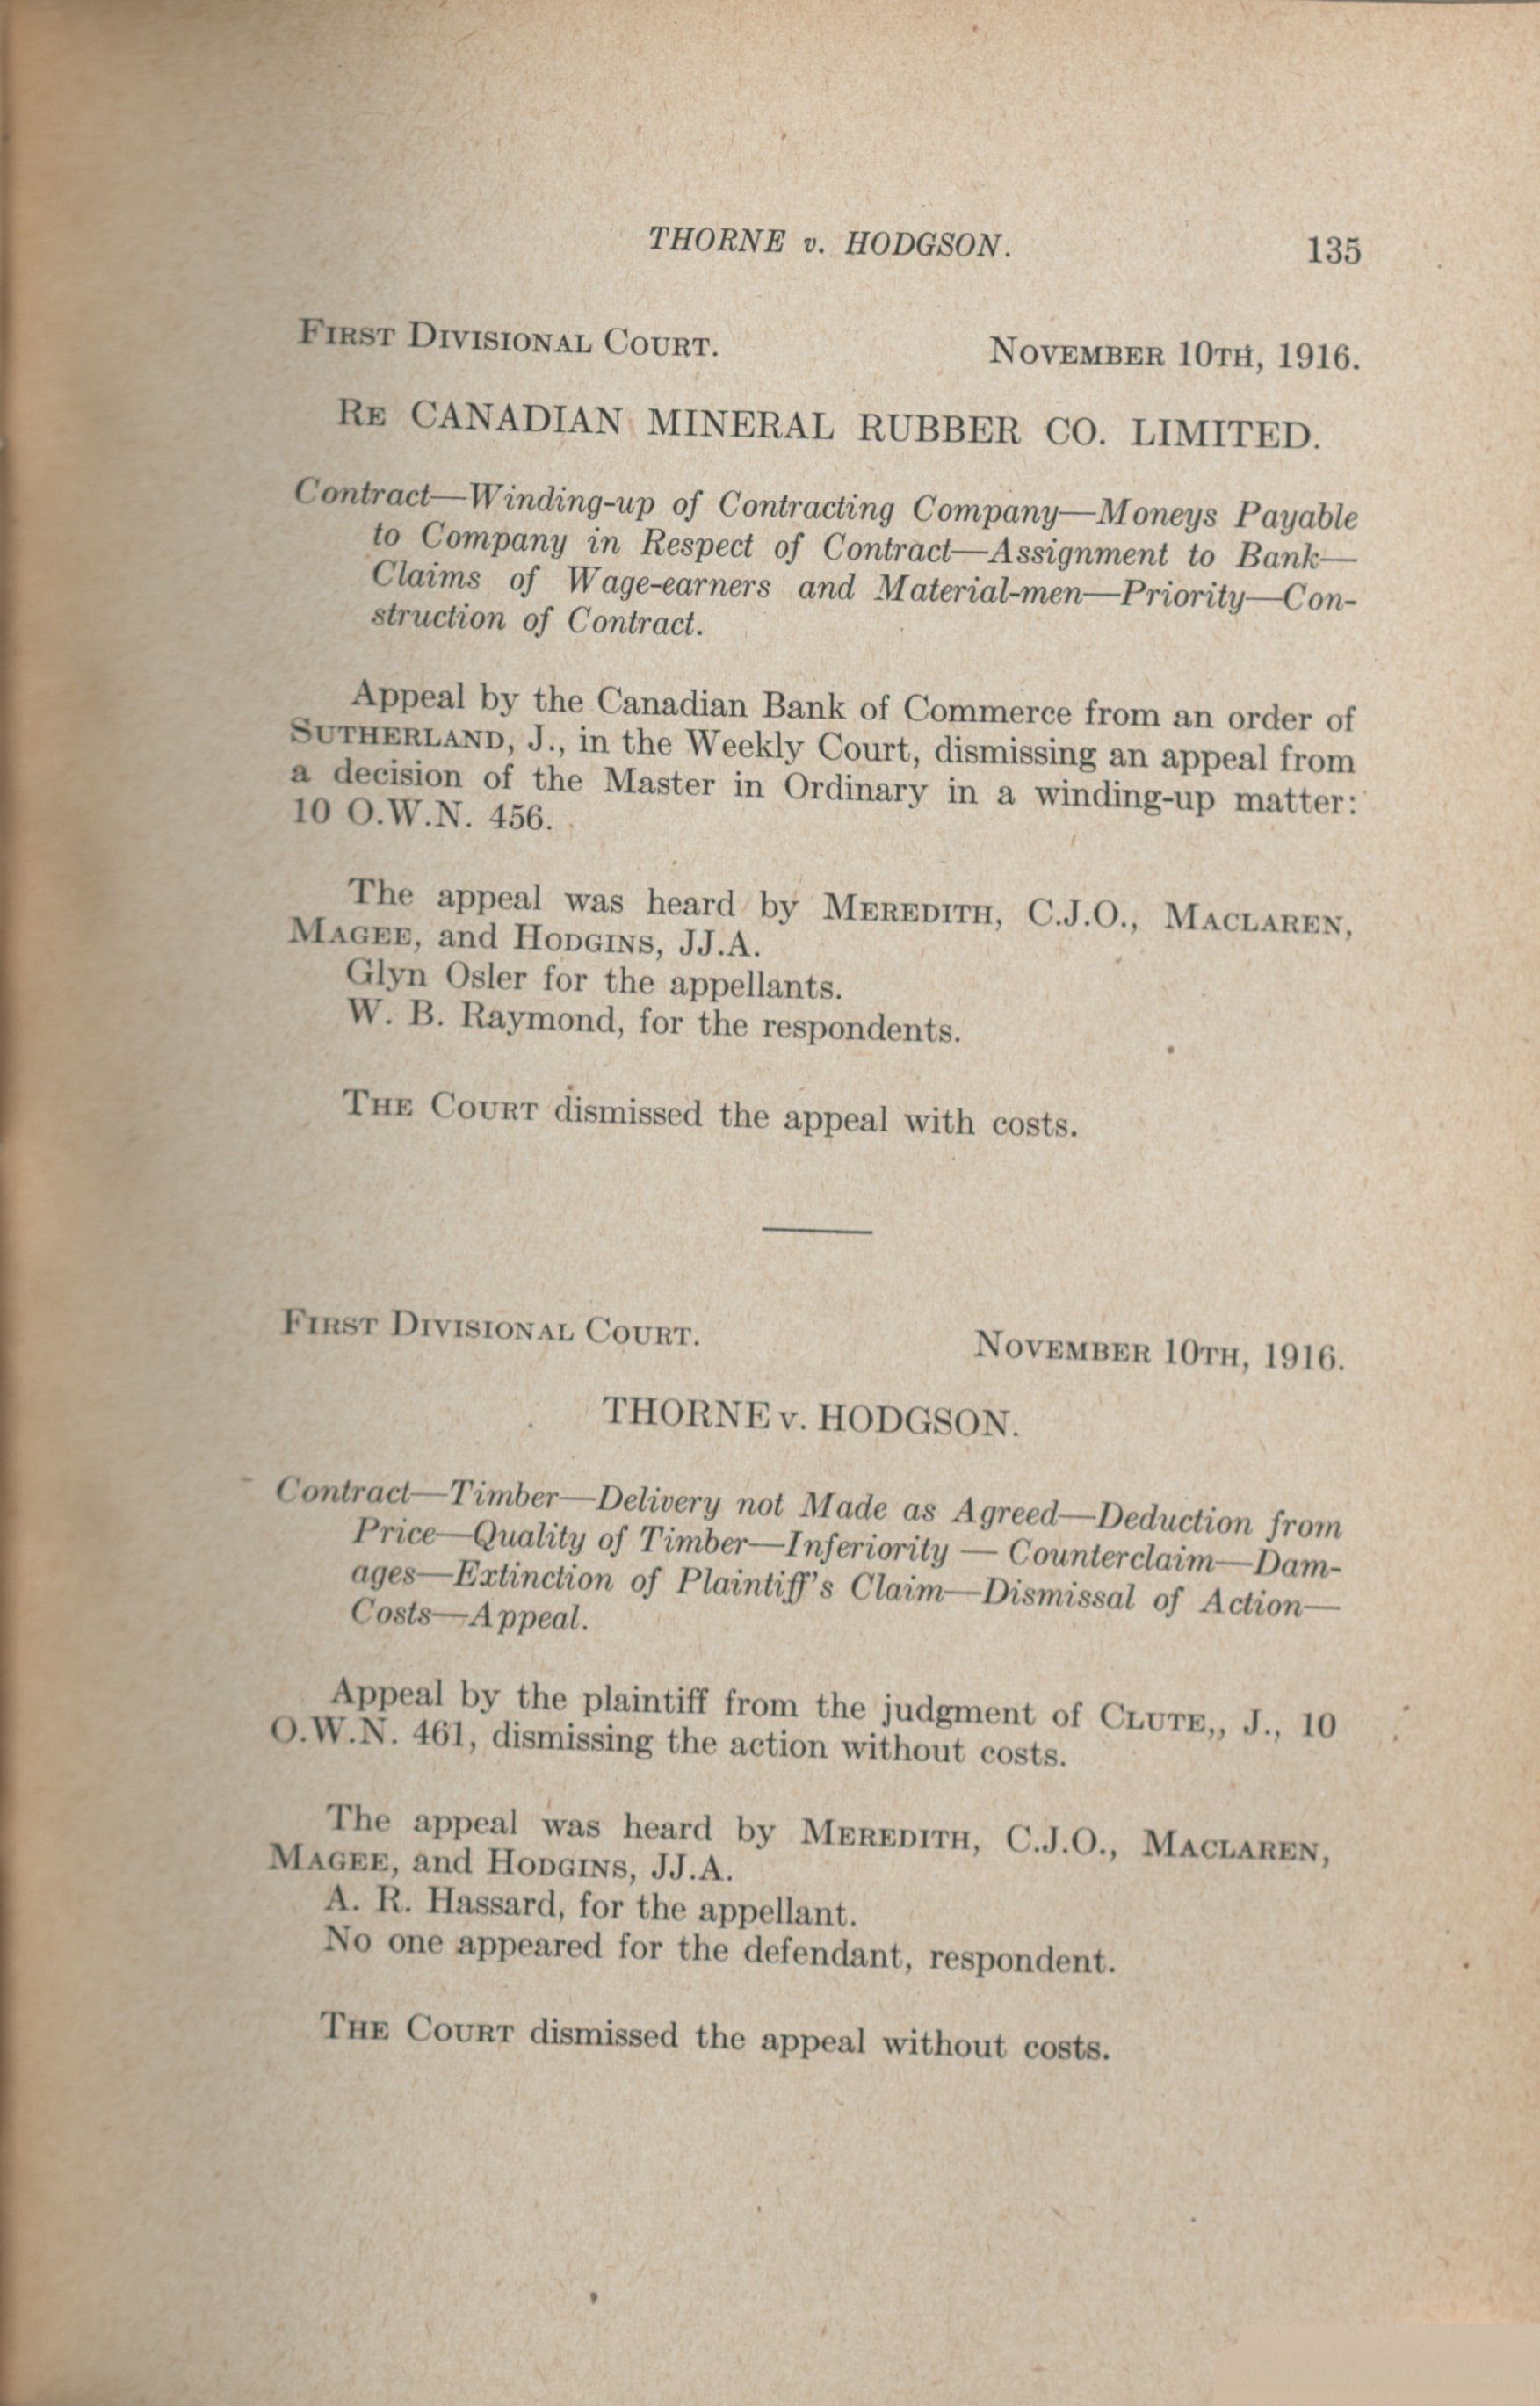 THORNE v. HODGSON.
135
FIRST DIVISIONAL COURT.
NOVEMBER 10TH, 1916.
RE CANADIAN MINERAL RUBBER CO. LIMITED.
Contract—Winding-up of Contracting Company—Moneys Payable
to Company in Respect of Contract—Assignment to Bank—
Claims of Wage-earners and Material-men—Priority—Con-
struction of Contract.
Appeal by the Canadian Bank of Commerce from an order of
SUTHERLAND, J., in the Weekly Court, dismissing an appeal from
a decision of the Master in Ordinary in a winding-up matter:
10 O.W.N. 456.
The appeal was heard by MEREDITH, C.J.O., MACLAREN,
MAGEE, and HODGINS, JJ.A.
Glyn Osler for the appellants.
W. B. Raymond, for the respondents.
THE COURT dismissed the appeal with costs.
FIRST DIVISIONAL COURT.
NOVEMBER 10TH, 1916.
THORNE v. HODGSON.
Contract—Timber—Delivery not Made as Agreed—Deduction from
Price—Quality of Timber—Inferiority — Counterclaim—Dam-
ages—Extinction of Plaintiff's Claim—Dismissal of Action—
Costs—Appeal.
Appeal by the plaintiff from the judgment of CLUTE,, J., 10
O.W.N. 461, dismissing the action without costs.
The appeal was heard by MEREDITH, C.J.O., MACLAREN,
MAGEE, and HODGINS, JJ.A.
A. R. Hassard, for the appellant.
No one appeared for the defendant, respondent.
THE COURT dismissed the appeal without costs.